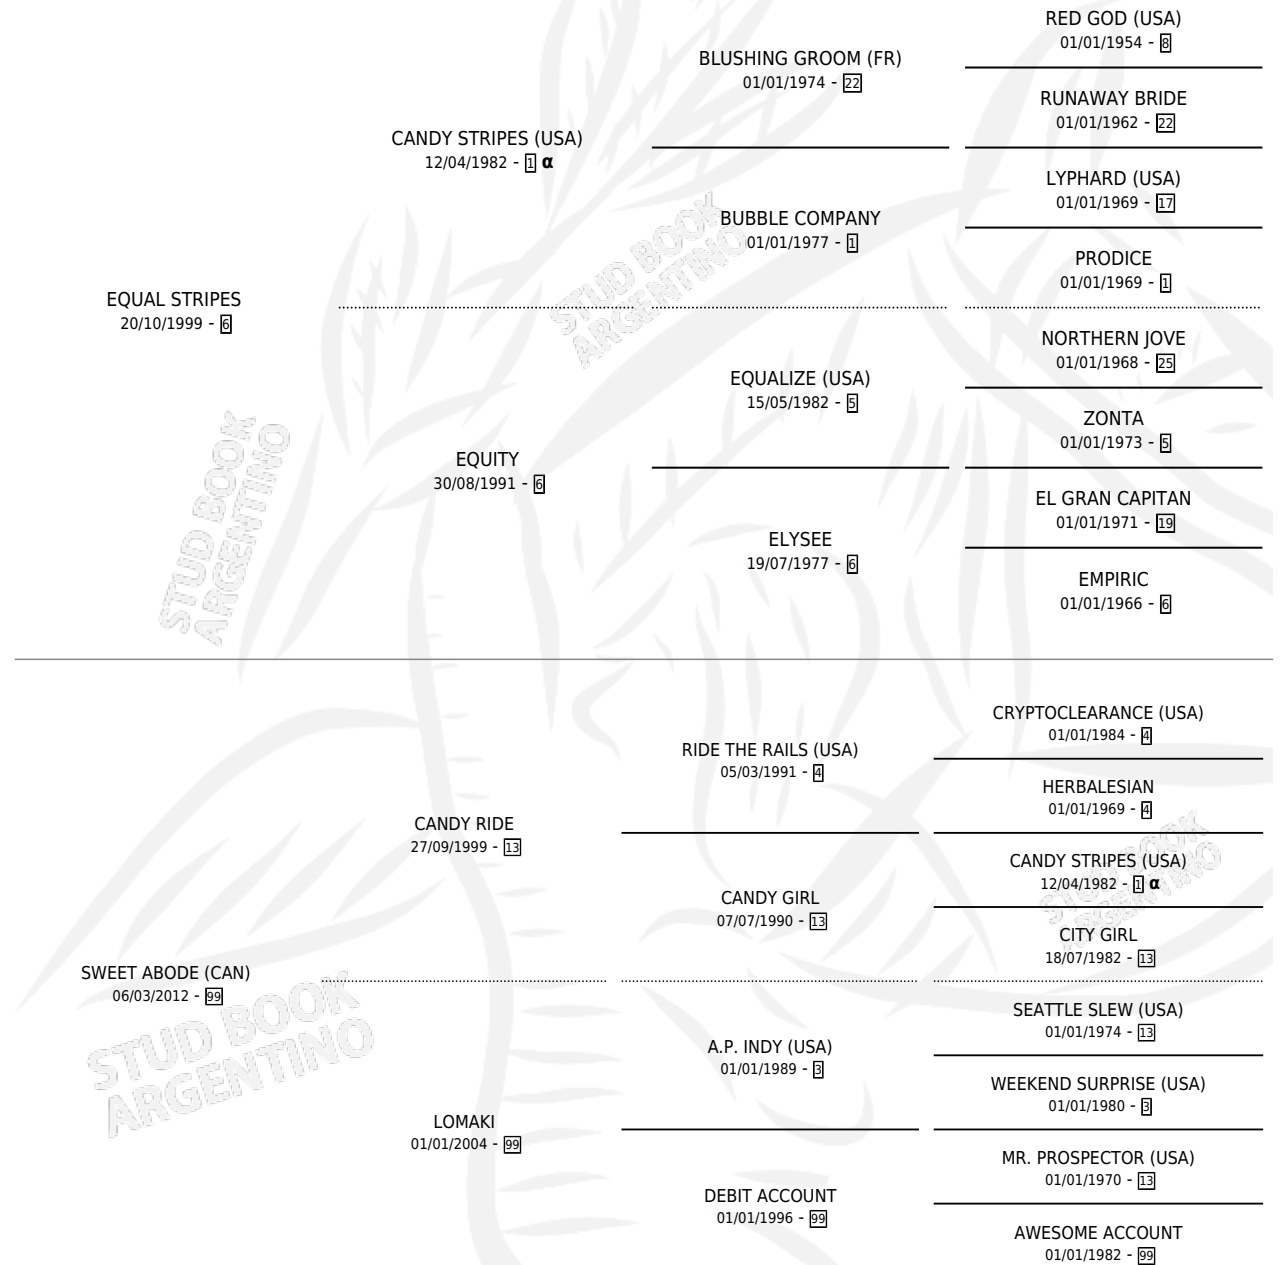 RED GOD (USA)
01/01/1954 - 8
BLUSHING GROOM (FR)
01/01/1974 - 22
RUNAWAY BRIDE
01/01/1962 - 22
CANDY STRIPES (USA)
12/04/1982 - 1 α
LYPHARD (USA)
01/01/1969 - 17
BUBBLE COMPANY
01/01/1977 - 1
PRODICE
01/01/1969 - 1
EQUAL STRIPES
20/10/1999 - 6
NORTHERN JOVE
01/01/1968 - 25
EQUALIZE (USA)
15/05/1982 - 5
ZONTA
01/01/1973 - 5
EQUITY
30/08/1991 - 6
EL GRAN CAPITAN
01/01/1971 - 19
ELYSEE
19/07/1977 - 6
EMPIRIC
01/01/1966 - 6
STUD BOOK
ARGENTINO
STUD BOOK
ARGENTINO
CRYPTOCLEARANCE (USA)
01/01/1984 - 4
RIDE THE RAILS (USA)
05/03/1991 - 4
HERBALESIAN
01/01/1969 - 4
CANDY RIDE
27/09/1999 - 13
CANDY STRIPES (USA)
12/04/1982 - 1 α
CANDY GIRL
07/07/1990 - 13
CITY GIRL
18/07/1982 - 13
SWEET ABODE (CAN)
06/03/2012 - 99
SEATTLE SLEW (USA)
01/01/1974 - 13
A.P. INDY (USA)
01/01/1989 - 3
WEEKEND SURPRISE (USA)
01/01/1980 - 3
LOMAKI
01/01/2004 - 99
MR. PROSPECTOR (USA)
01/01/1970 - 13
DEBIT ACCOUNT
01/01/1996 - 99
AWESOME ACCOUNT
01/01/1982 - 99
STUD BOOK
ARGENTINO
STUD BOOK
ARGENTINO